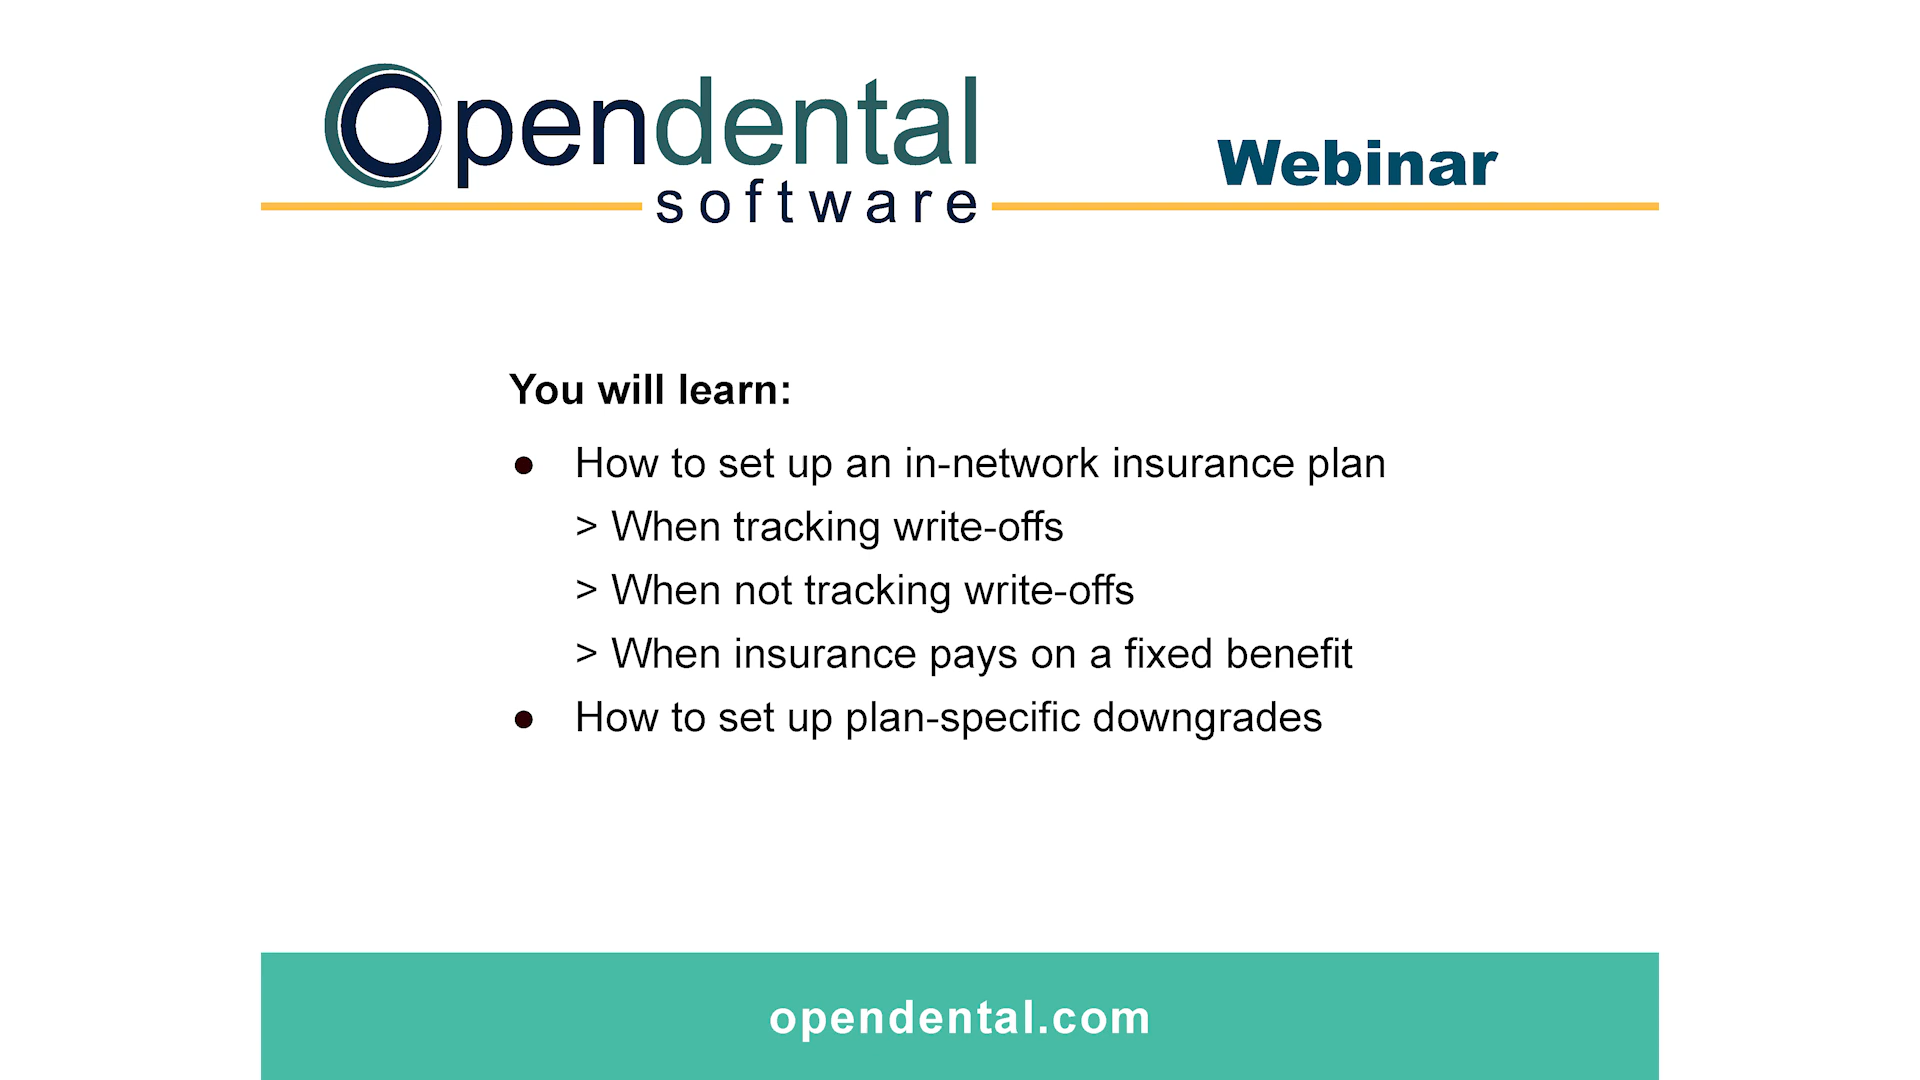 Opendental
software
Webinar
You will learn:
● How to set up an in-network insurance plan
> When tracking write-offs
> When not tracking write-offs
> When insurance pays on a fixed benefit
● How to set up plan-specific downgrades
opendental.com